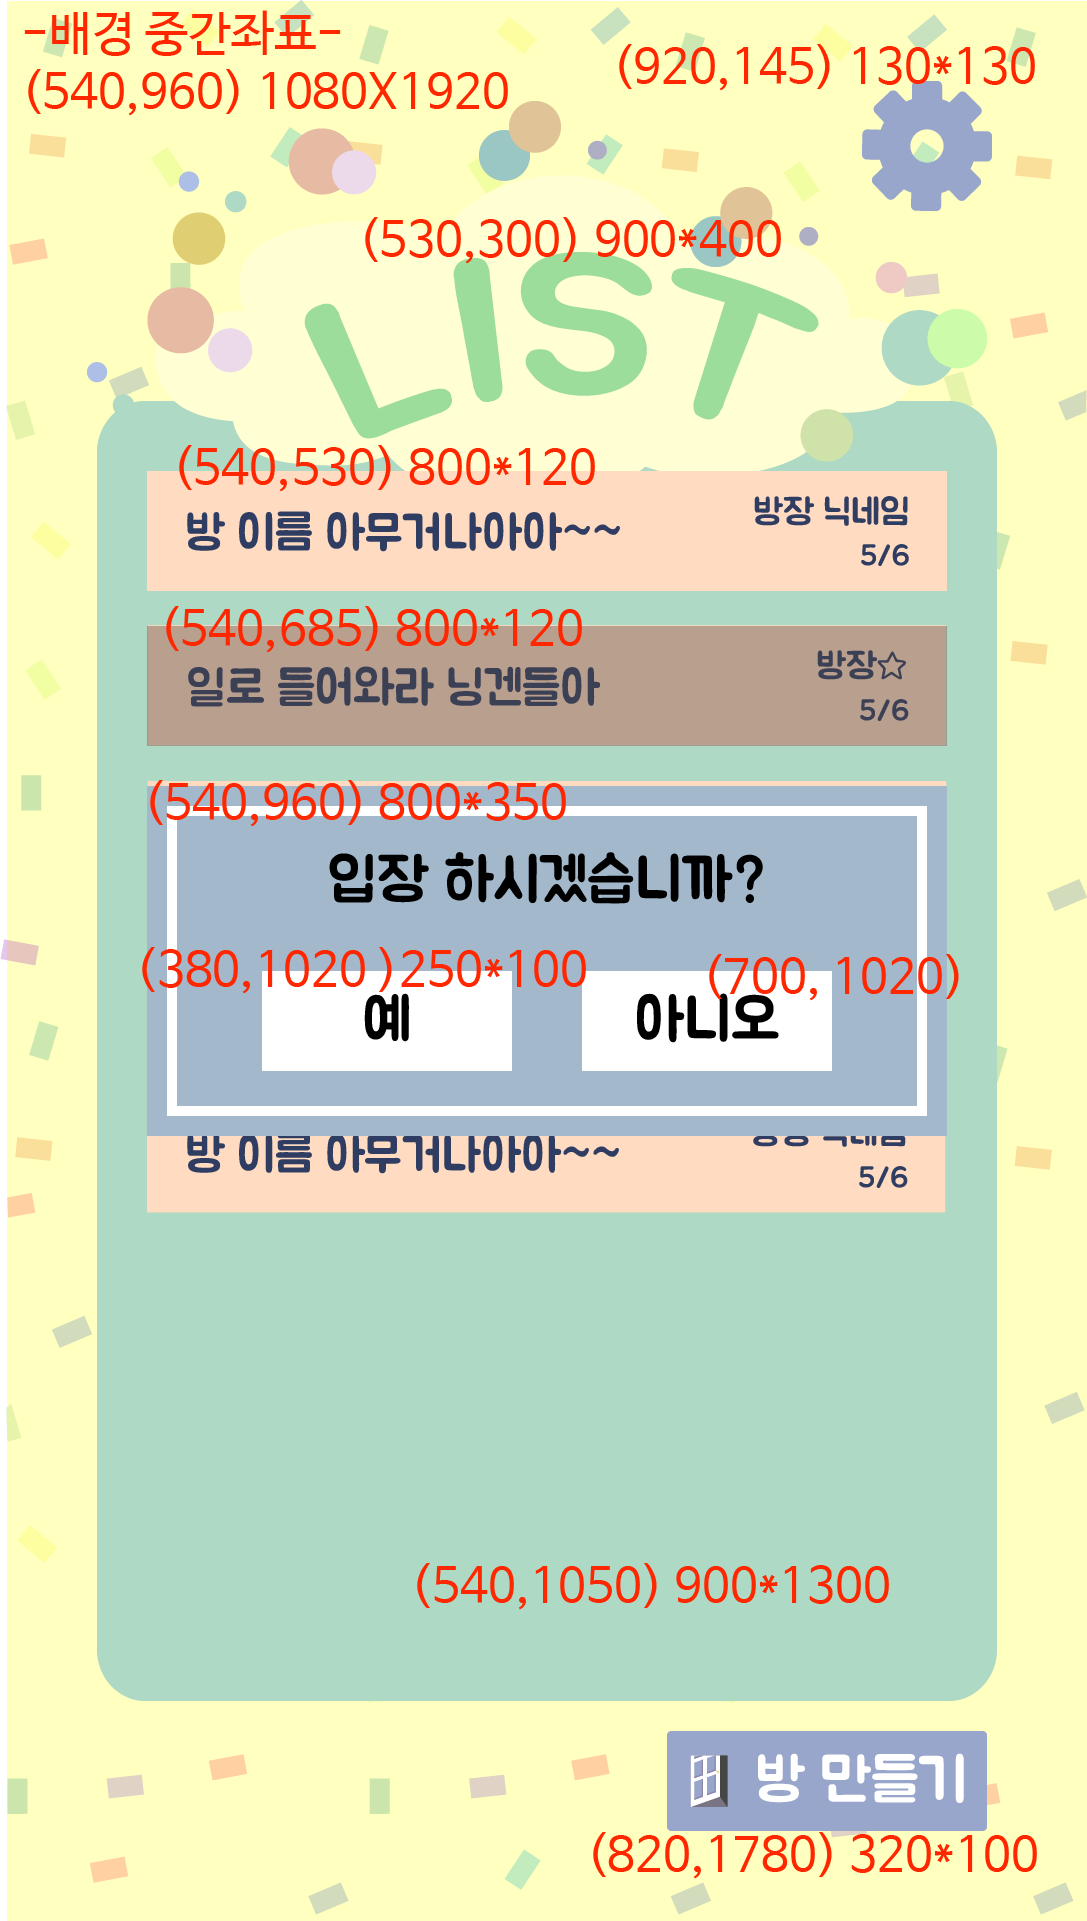 -배경 중간좌표-
(540,960) 1080X1920
(920,145) 130*130
(530,300) 900*400
LIST
(540,530) 800*120
방 이름 아무거나아아~~
방장 닉네임
5/6
(540,685) 800*120
일로 들어와라 닝겐들아
방장☆
5/6
(540,960) 800*350
입장 하시겠습니까?
(380,1020 ) 250*100
(700, 1020)
예
아니오
방 이름 아무거나아아~~
방장 닉네임
5/6
(540,1050) 900*1300
방 만들기
(820,1780) 320*100